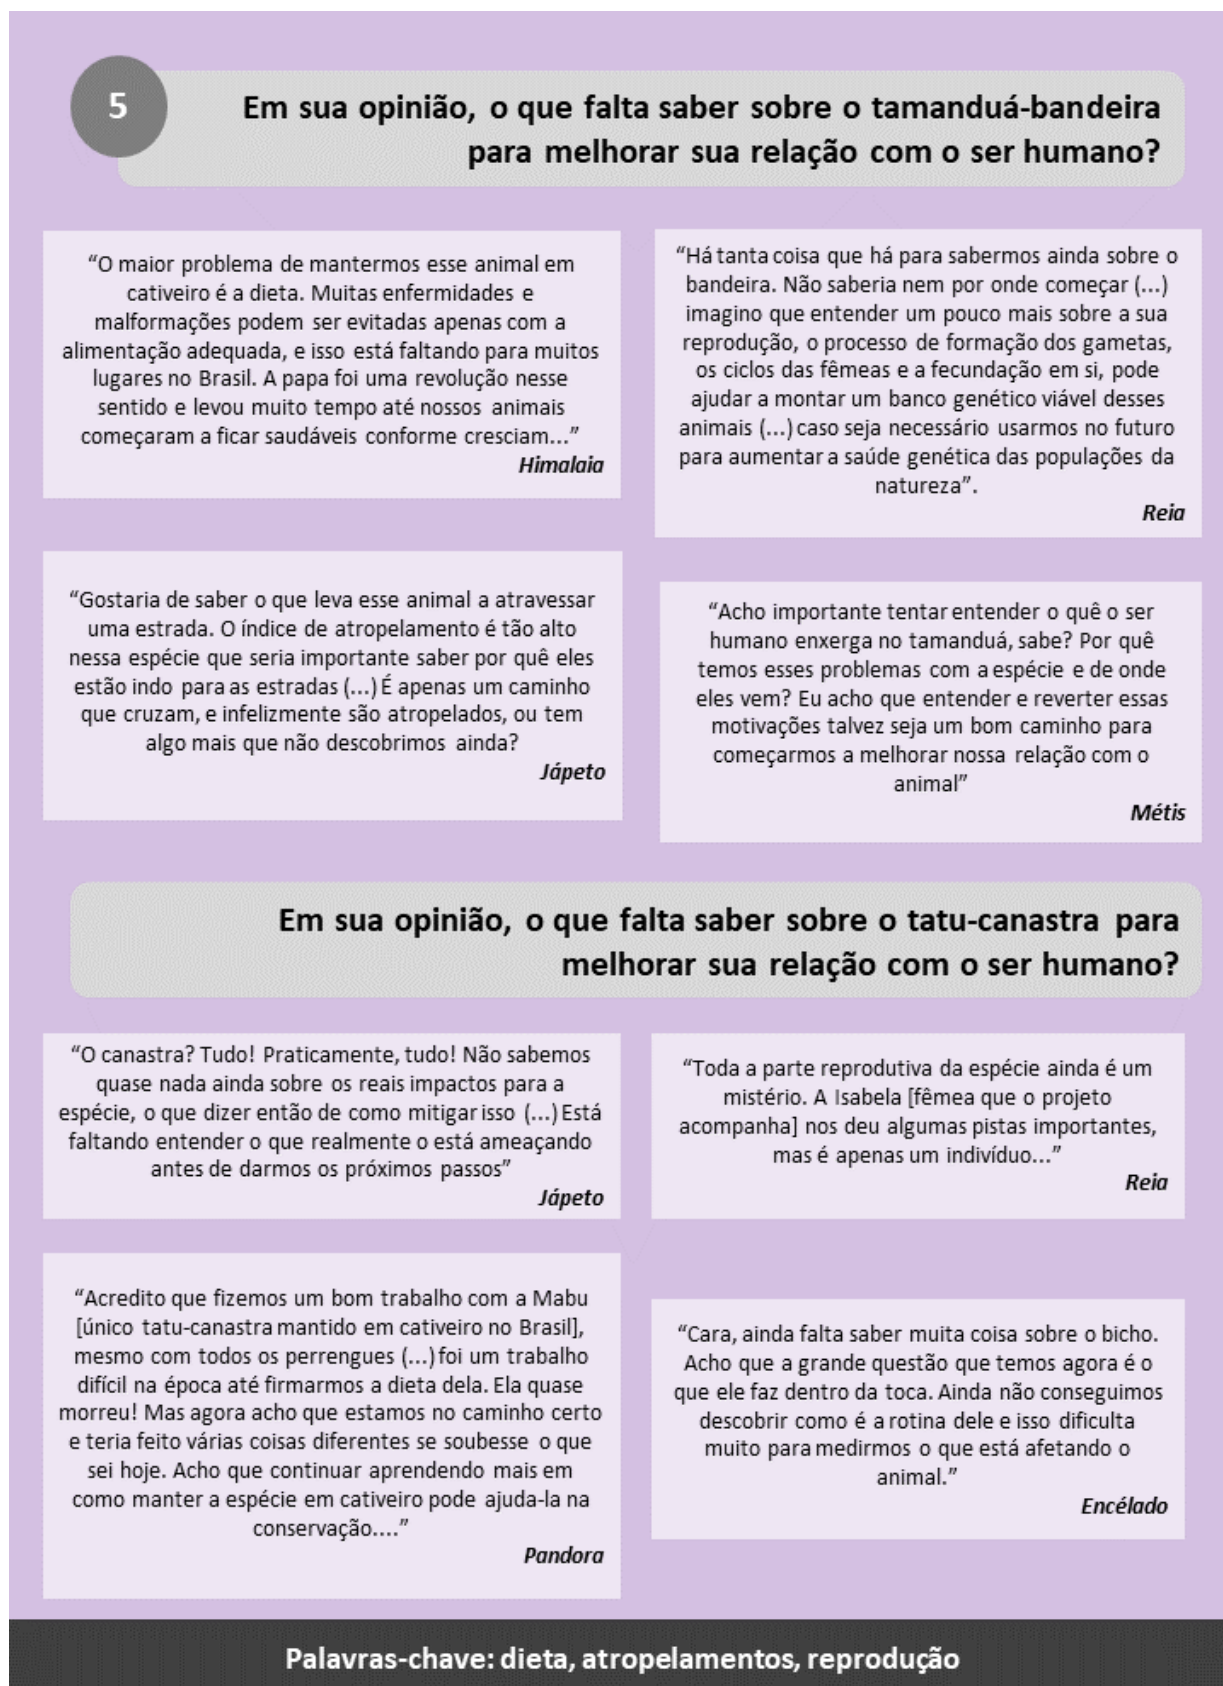 5
Em sua opinião, o que falta saber sobre o tamanduá-bandeira
para melhorar sua relação com o ser humano?
“O maior problema de mantermos esse animal em
cativeiro é a dieta. Muitas enfermidades e
malformações podem ser evitadas apenas com a
alimentação adequada, e isso está faltando para muitos
lugares no Brasil. A papa foi uma revolução nesse
sentido e levou muito tempo até nossos animais
começaram a ficar saudáveis conforme cresciam...”
Himalaia
“Há tanta coisa que há para sabermos ainda sobre o
bandeira. Não saberia nem por onde começar (...)
imagino que entender um pouco mais sobre a sua
reprodução, o processo de formação dos gametas,
os ciclos das fêmeas e a fecundação em si, pode
ajudar a montar um banco genético viável desses
animais (...) caso seja necessário usarmos no futuro
para aumentar a saúde genética das populações da
natureza”.
Reia
“Gostaria de saber o que leva esse animal a atravessar
uma estrada. O índice de atropelamento é tão alto
nessa espécie que seria importante saber por quê eles
estão indo para as estradas (...) É apenas um caminho
que cruzam, e infelizmente são atropelados, ou tem
algo mais que não descobrimos ainda?
Jápeto
“Acho importante tentar entender o quê o ser
humano enxerga no tamanduá, sabe? Por quê
temos esses problemas com a espécie e de onde
eles vem? Eu acho que entender e reverter essas
motivações talvez seja um bom caminho para
começarmos a melhorar nossa relação com o
animal”
Métis
Em sua opinião, o que falta saber sobre o tatu-canastra para
melhorar sua relação com o ser humano?
“O canastra? Tudo! Praticamente, tudo! Não sabemos
quase nada ainda sobre os reais impactos para a
espécie, o que dizer então de como mitigar isso (...) Está
faltando entender o que realmente o está ameaçando
antes de darmos os próximos passos”
Jápeto
“Toda a parte reprodutiva da espécie ainda é um
mistério. A Isabela [fêmea que o projeto
acompanha] nos deu algumas pistas importantes,
mas é apenas um indivíduo...”
Reia
“Acredito que fizemos um bom trabalho com a Mabu
[único tatu-canastra mantido em cativeiro no Brasil],
mesmo com todos os perrengues (...) foi um trabalho
difícil na época até firmarmos a dieta dela. Ela quase
morreu! Mas agora acho que estamos no caminho certo
e teria feito várias coisas diferentes se soubesse o que
sei hoje. Acho que continuar aprendendo mais em
como manter a espécie em cativeiro pode ajuda-la na
conservação....”
Pandora
“Cara, ainda falta saber muita coisa sobre o bicho.
Acho que a grande questão que temos agora é o
que ele faz dentro da toca. Ainda não conseguimos
descobrir como é a rotina dele e isso dificulta
muito para medirmos o que está afetando o
animal.”
Encélado
Palavras-chave: dieta, atropelamentos, reprodução